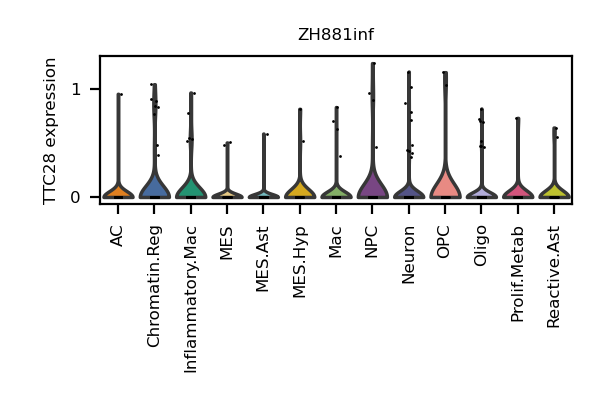 ZH881inf
TTC28 expression
1
0
AC
Chromatin.Reg
Inflammatory.Mac
MES
MES.Ast
MES.Hyp
Mac
NPC
Neuron
OPC
Oligo
Prolif.Metab
Reactive.Ast